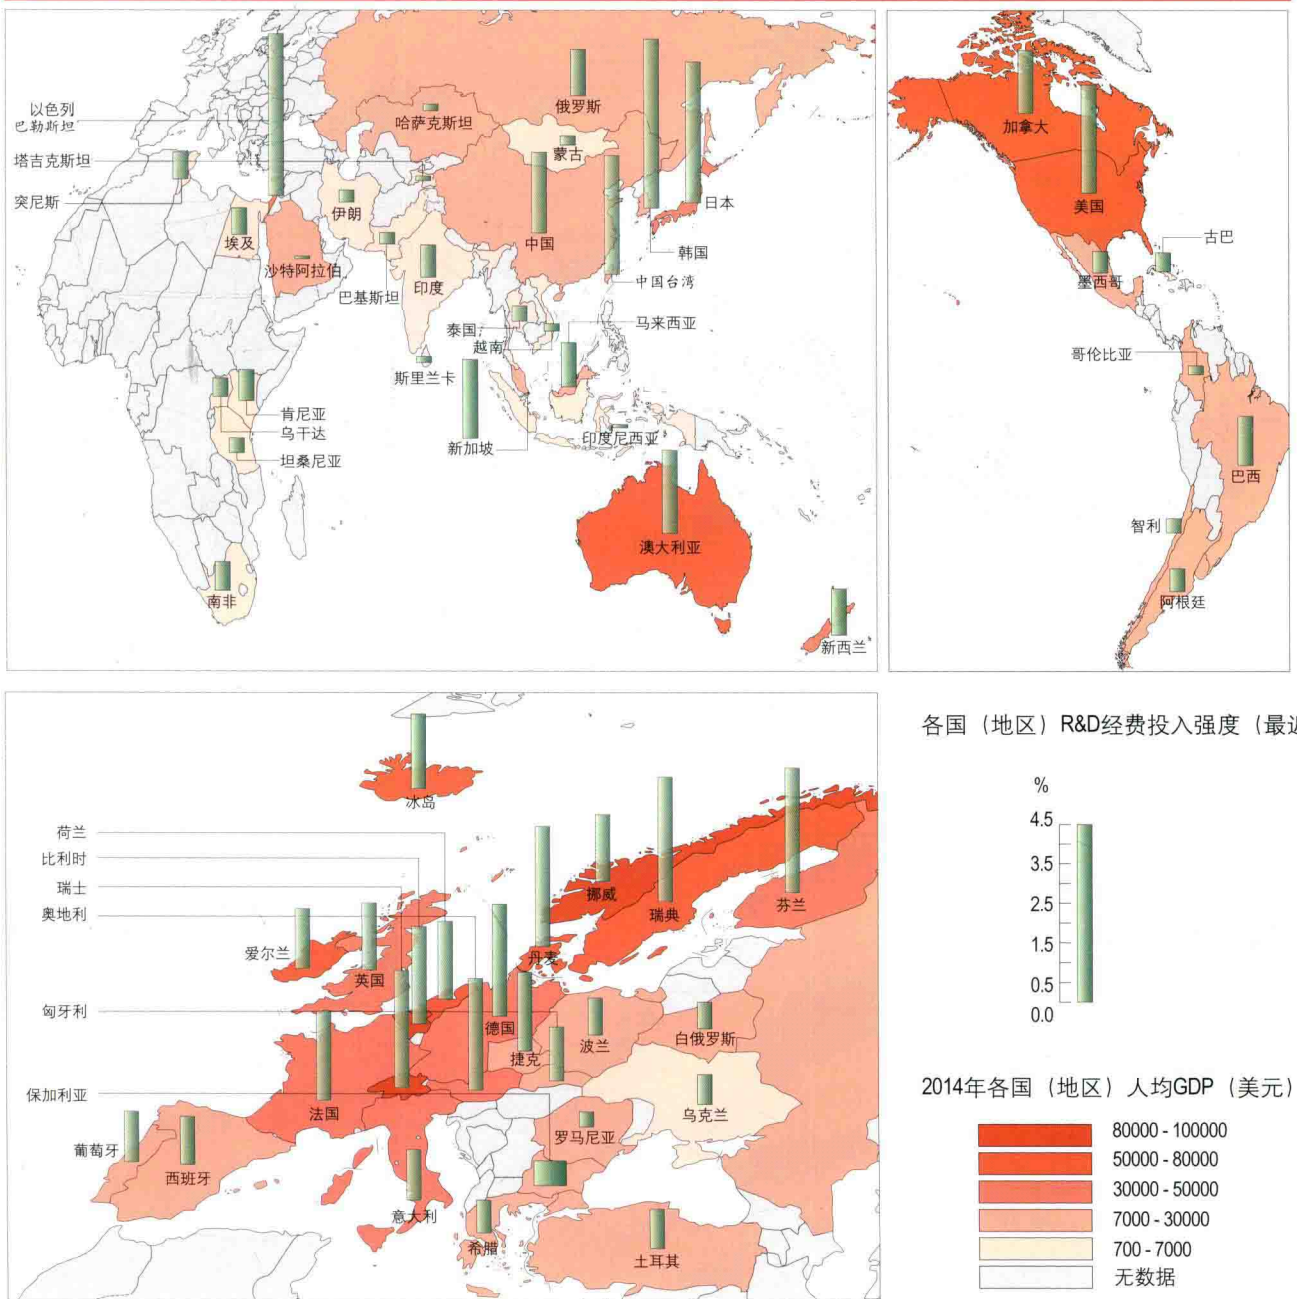 以色列
巴勒斯坦
塔吉克斯坦
突尼斯
埃及
沙特阿拉伯
伊朗
哈萨克斯坦
俄罗斯
蒙古
中国
日本
韩国
中国台湾
巴基斯坦
印度
泰国
越南
马来西亚
斯里兰卡
新加坡
印度尼西亚
肯尼亚
乌干达
坦桑尼亚
南非
澳大利亚
新西兰
加拿大
美国
古巴
墨西哥
哥伦比亚
巴西
智利
阿根廷
冰岛
荷兰
比利时
瑞士
奥地利
爱尔兰
英国
挪威
瑞典
芬兰
丹麦
匈牙利
德国
捷克
波兰
白俄罗斯
保加利亚
法国
罗马尼亚
乌克兰
葡萄牙
西班牙
意大利
希腊
土耳其
各国（地区）R&D经费投入强度（最近
%
4.5
3.5
2.5
1.5
0.5
0.0
2014年各国（地区）人均GDP（美元）
80000 - 100000
50000 - 80000
30000 - 50000
7000 - 30000
700 - 7000
无数据